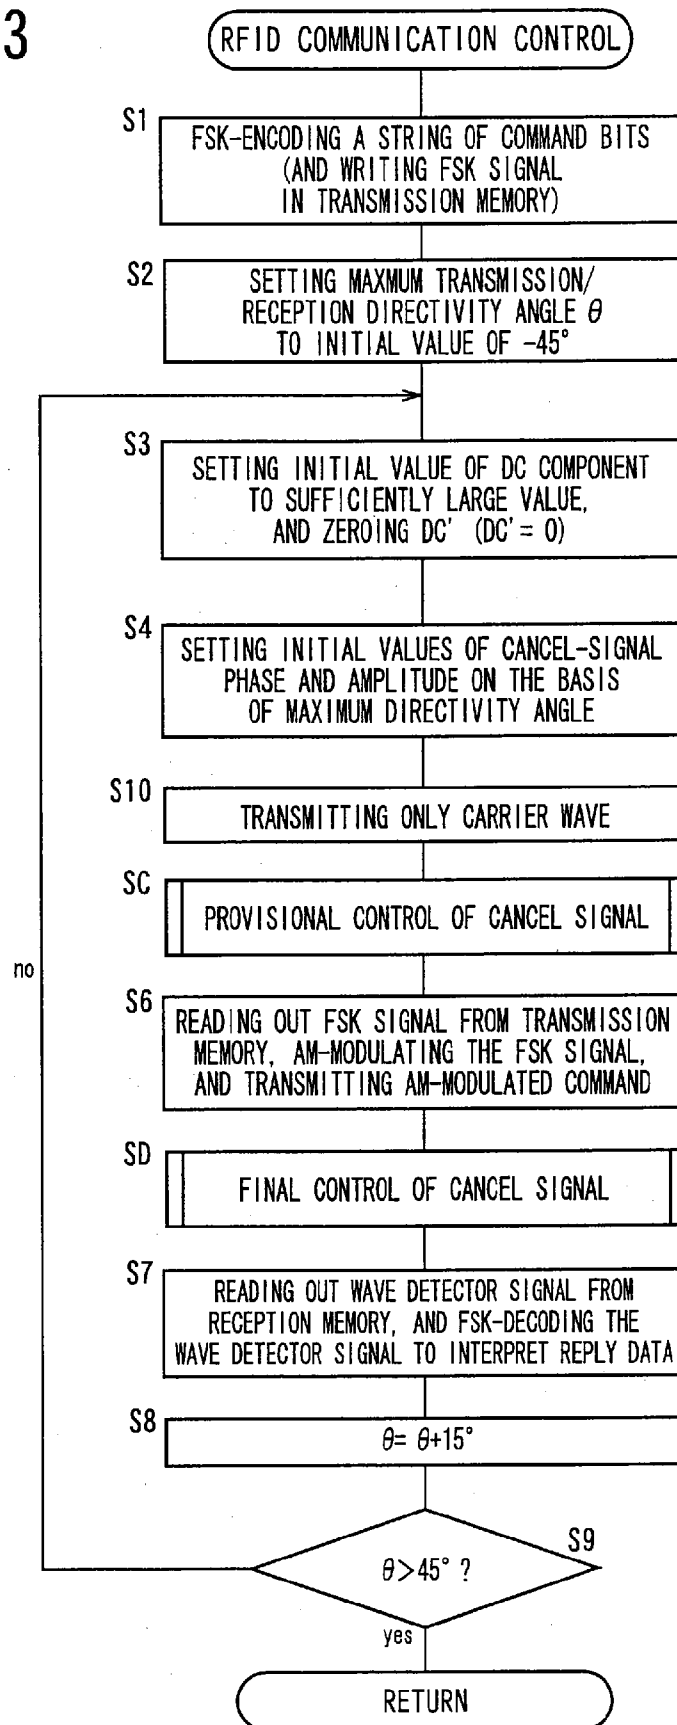 3
RFID COMMUNICATION CONTROL
S1
FSK-ENCODING A STRING OF COMMAND BITS
(AND WRITING FSK SIGNAL
IN TRANSMISSION MEMORY)
S2
SETTING MAXMUM TRANSMISSION/
RECEPTION DIRECTIVITY ANGLE θ
TO INITIAL VALUE OF -45°
S3
SETTING INITIAL VALUE OF DC COMPONENT
TO SUFFICIENTLY LARGE VALUE,
AND ZEROING DC' (DC'= 0)
S4
SETTING INITIAL VALUES OF CANCEL-SIGNAL
PHASE AND AMPLITUDE ON THE BASIS
OF MAXIMUM DIRECTIVITY ANGLE
S10
TRANSMITTING ONLY CARRIER WAVE
SC
PROVISIONAL CONTROL OF CANCEL SIGNAL
no
S6
READING OUT FSK SIGNAL FROM TRANSMISSION
MEMORY, AM-MODULATING THE FSK SIGNAL,
AND TRANSMITTING AM-MODULATED COMMAND
SD
FINAL CONTROL OF CANCEL SIGNAL
S7
READING OUT WAVE DETECTOR SIGNAL FROM
RECEPTION MEMORY, AND FSK-DECODING THE
WAVE DETECTOR SIGNAL TO INTERPRET REPLY DATA
S8
θ= θ+15°
S9
θ>45° ?
yes
RETURN